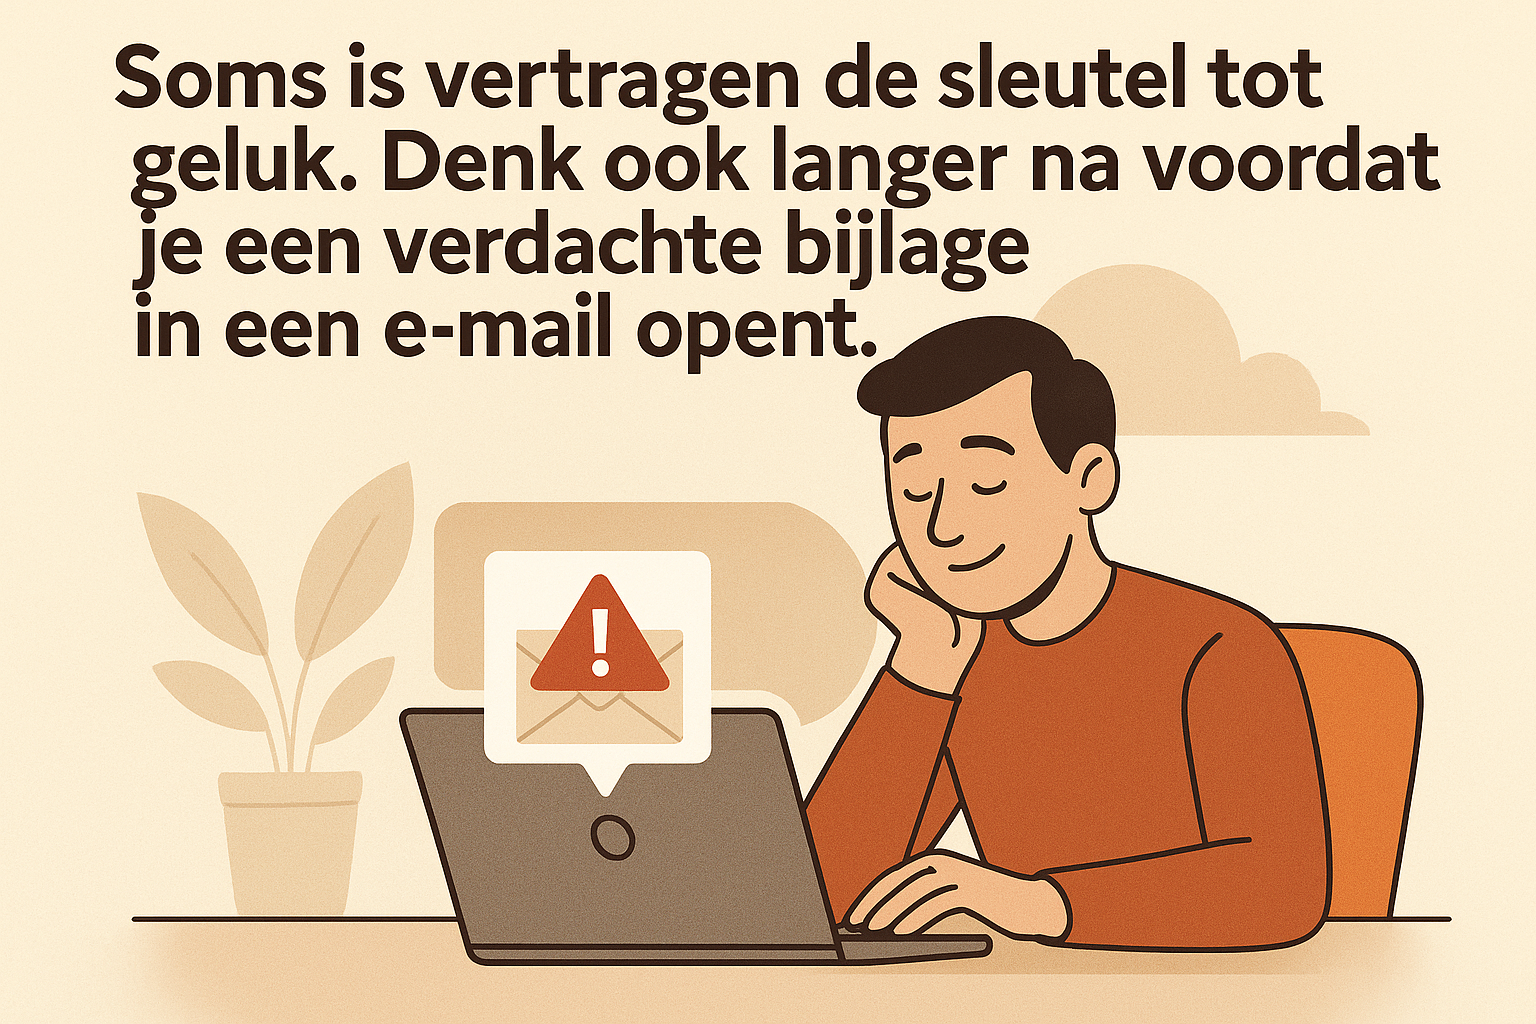 Soms is vertragen de sleutel tot
geluk. Denk ook langer na voordat
je een verdachte bijlage
in een e-mail opent.
!